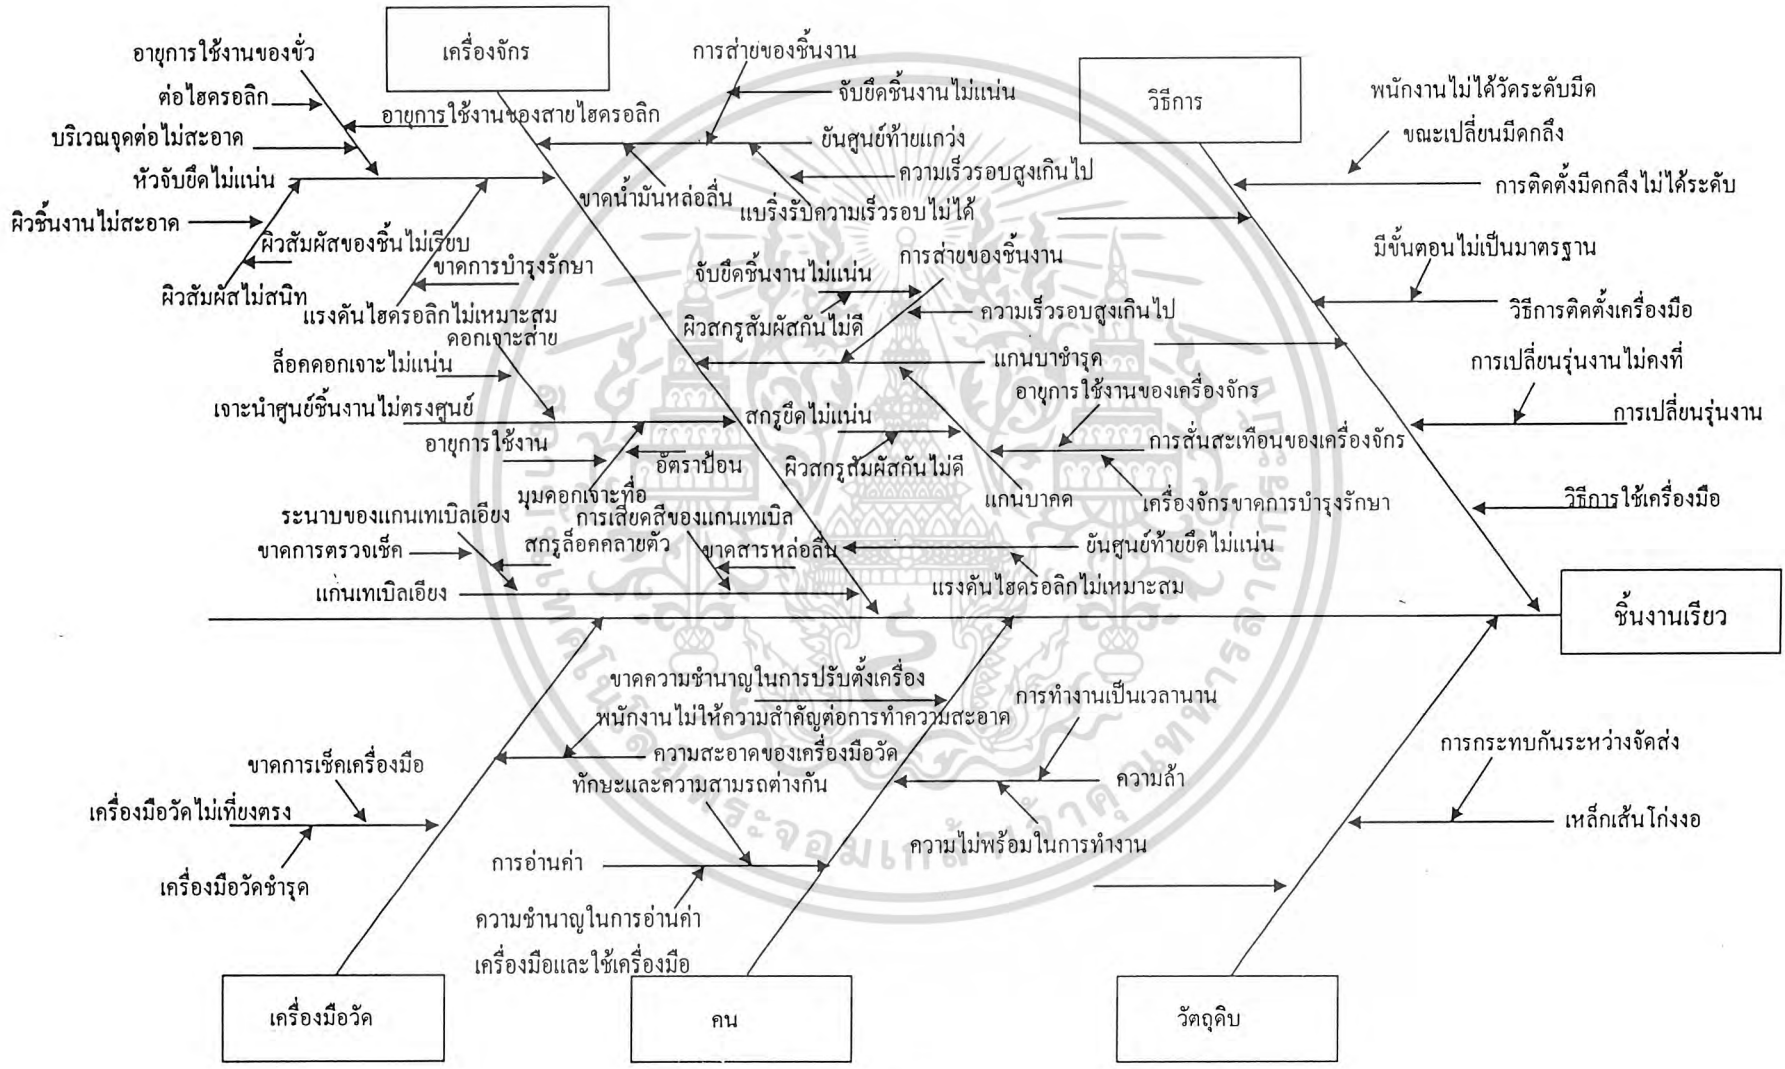 อายุการใช้งานของขั่ว
ต่อไฮดรอลิก
อายุการใช้งานของสายไฮดรอลิก
บริเวณจุดต่อไม่สะอาด
หัวจับยึดไม่แน่น
ผิวชิ้นงานไม่สะอาด
ผิวสัมผัสของชิ้นไม่เรียบ
ผิวสัมผัสไม่สนิท
ขาดการบำรุงรักษา
แรงดันไฮดรอลิกไม่เหมาะสม
เครื่องจักร
การส่ายของชิ้นงาน
จับยึดชิ้นงานไม่แน่น
ยันศูนย์ท้ายแกว่ง
ความเร็วรอบสูงเกินไป
ขาดน้ำมันหล่อลื่น
แบริ่งรับความเร็วรอบไม่ได้
ดอกเจาะส่าย
ล็อคดอกเจาะไม่แน่น
เจาะนำศูนย์ชิ้นงานไม่ตรงศูนย์
อายุการใช้งาน
อัตราป้อน
มุมดอกเจาะทื่อ
การส่ายของชิ้นงาน
จับยึดชิ้นงานไม่แน่น
ผิวสกรูสัมผัสกันไม่ดี
ความเร็วรอบสูงเกินไป
แกนบาชำรุด
อายุการใช้งานของเครื่องจักร
สกรูยึดไม่แน่น
การสั่นสะเทือนของเครื่องจักร
ผิวสกรูสัมผัสกันไม่ดี
แกนบาคด
เครื่องจักรขาดการบำรุงรักษา
ระนาบของแกนเทเบิลเอียง
การเสียดสีของแกนเทเบิล
ขาดการตรวจเช็ค
สกรูล็อคคลายตัว
ขาดสารหล่อลื่น
แกนเทเบิลเอียง
ยันศูนย์ท้ายยึดไม่แน่น
แรงดันไฮดรอลิกไม่เหมาะสม
วิธีการ
พนักงานไม่ได้วัดระดับมีด
ขณะเปลี่ยนมีดกลึง
การติดตั้งมีดกลึงไม่ได้ระดับ
มีขั้นตอนไม่เป็นมาตรฐาน
วิธีการติดตั้งเครื่องมือ
การเปลี่ยนรุ่นงานไม่คงที่
การเปลี่ยนรุ่นงาน
วิธีการใช้เครื่องมือ
ชิ้นงานเรียว
ขาดความชำนาญในการปรับตั้งเครื่อง
พนักงานไม่ให้ความสำคัญต่อการทำความสะอาด
ความสะอาดของเครื่องมือวัด
ขาดการเช็คเครื่องมือ
เครื่องมือวัดไม่เที่ยงตรง
เครื่องมือวัดชำรุด
ทักษะและความสามรถต่างกัน
การอ่านค่า
ความชำนาญในการอ่านค่า
เครื่องมือและใช้เครื่องมือ
การทำงานเป็นเวลานาน
ความล้า
ความไม่พร้อมในการทำงาน
การกระทบกันระหว่างจัดส่ง
เหล็กเส้นโก่งงอ
เครื่องมือวัด
คน
วัตถุดิบ
พระจอมเกล้าเจ้าคุณทหารลาดกระบัง